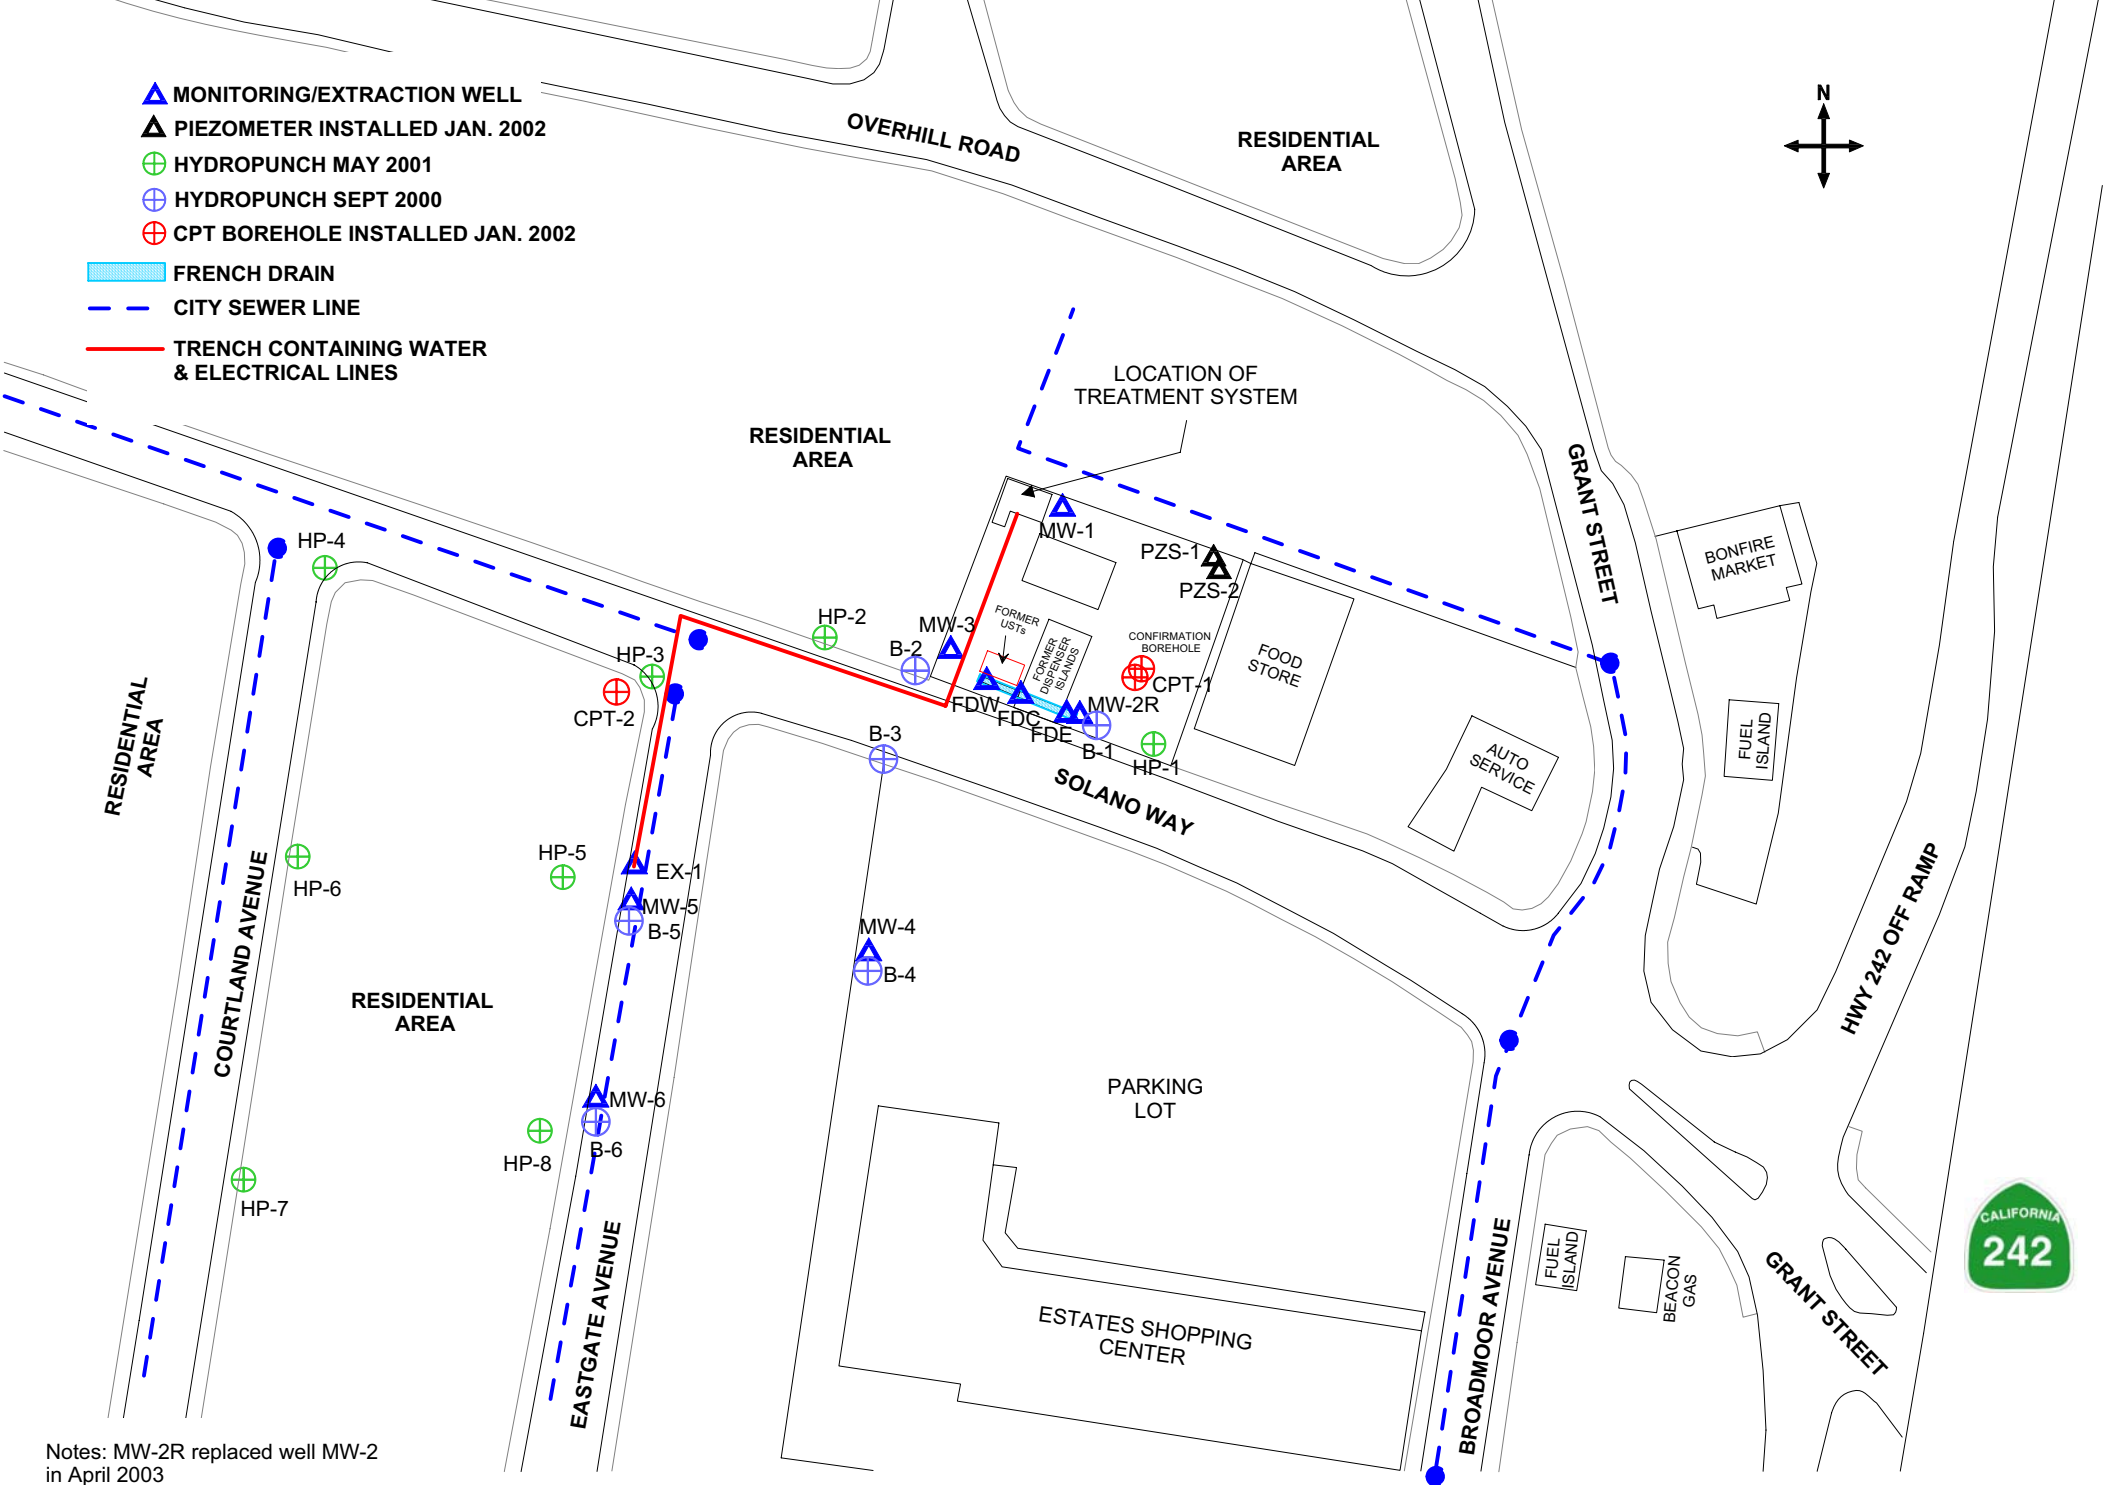 MONITORING/EXTRACTION WELL
PIEZOMETER INSTALLED JAN. 2002
HYDROPUNCH MAY 2001
HYDROPUNCH SEPT 2000
CPT BOREHOLE INSTALLED JAN. 2002
FRENCH DRAIN
CITY SEWER LINE
TRENCH CONTAINING WATER
& ELECTRICAL LINES
OVERHILL ROAD
RESIDENTIAL
AREA
N
LOCATION OF
TREATMENT SYSTEM
RESIDENTIAL
AREA
GRANT STREET
MW-1
PZS-1
PZS-2
BONFIRE
MARKET
HP-4
HP-2
MW-3
FORMER
USTs
FORMER
DISPENSER
ISLANDS
CONFIRMATION
BOREHOLE
FOOD
STORE
HP-3
B-2
CPT-1
CPT-2
FDW
FDC
FDE
MW-2R
B-1
HP-1
B-3
SOLANO WAY
AUTO
SERVICE
FUEL
ISLAND
RESIDENTIAL
AREA
HP-5
EX-1
HP-6
MW-5
B-5
MW-4
B-4
HWY 242 OFF RAMP
COURTLAND AVENUE
RESIDENTIAL
AREA
PARKING
LOT
MW-6
B-6
HP-8
HP-7
EASTGATE AVENUE
ESTATES SHOPPING
CENTER
BROADMOOR AVENUE
FUEL
ISLAND
BEACON
GAS
GRANT STREET
CALIFORNIA
242
Notes: MW-2R replaced well MW-2
in April 2003